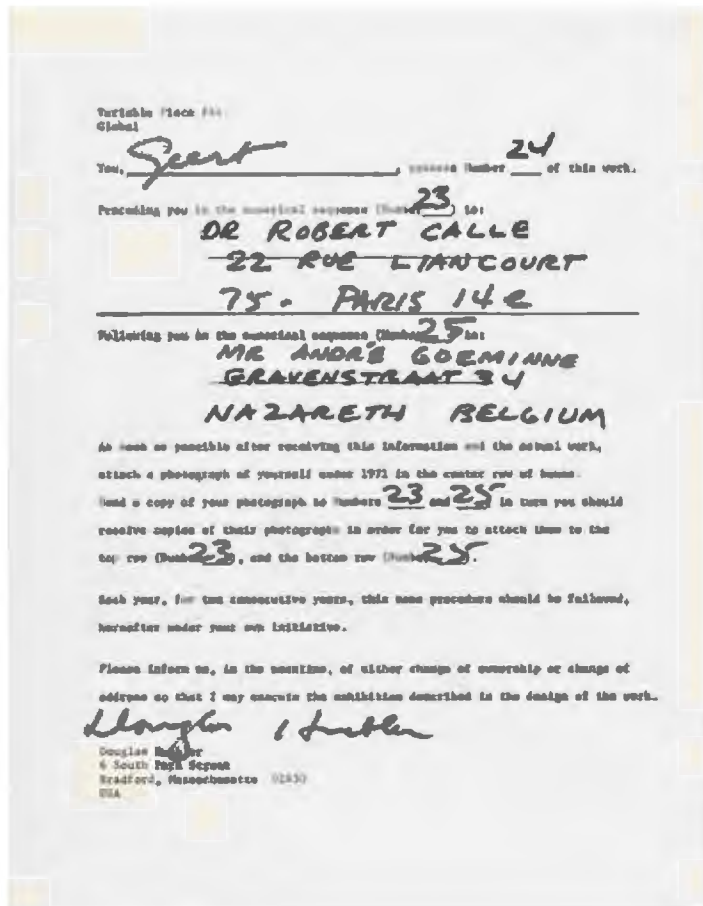 Variable Piece
Global
You, Geert, number 24 of this work.
Preceding you in the numerical sequence (Number 23) is:
DR ROBERT CALLE
22 RUE LIANCOURT
75. PARIS 14e
Following you in the numerical sequence (Number 25) is:
MR ANDRÉ GOEMINNE
GRAVENSTRAAT 34
NAZARETH BELGIUM
As soon as possible after receiving this information and the actual work,
attach a photograph of yourself under 1971 in the center row of boxes.
Send a copy of your photograph to Numbers 23 and 25 in turn you should
receive copies of their photographs in order for you to attach them to the
top row (Number 23), and the bottom row (Number 25).
Each year, for ten consecutive years, this same procedure should be followed,
hereafter under your own initiative.
Please inform me, in the meantime, of either change of ownership or change of
address so that I may execute the exhibition described in the design of the work.
Douglas Huebler
Douglas Huebler
6 South Park Street
Bradford, Massachusetts 01830
USA